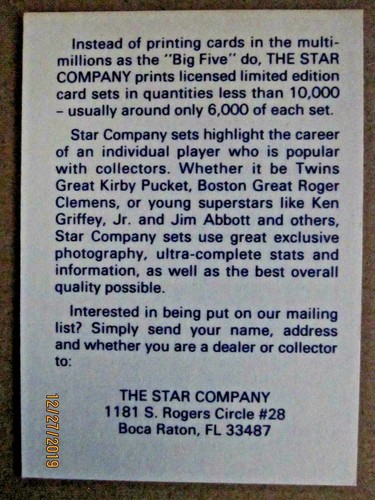 Instead of printing cards in the multi-
millions as the "Big Five" do, THE STAR
COMPANY prints licensed limited edition
card sets in quantities less than 10,000
– usually around only 6,000 of each set.
Star Company sets highlight the career
of an individual player who is popular
with collectors. Whether it be Twins
Great Kirby Pucket, Boston Great Roger
Clemens, or young superstars like Ken
Griffey, Jr. and Jim Abbott and others,
Star Company sets use great exclusive
photography, ultra-complete stats and
information, as well as the best overall
quality possible.
Interested in being put on our mailing
list? Simply send your name, address
and whether you are a dealer or collector
to:
THE STAR COMPANY
1181 S. Rogers Circle #28
Boca Raton, FL 33487
12/27/2019